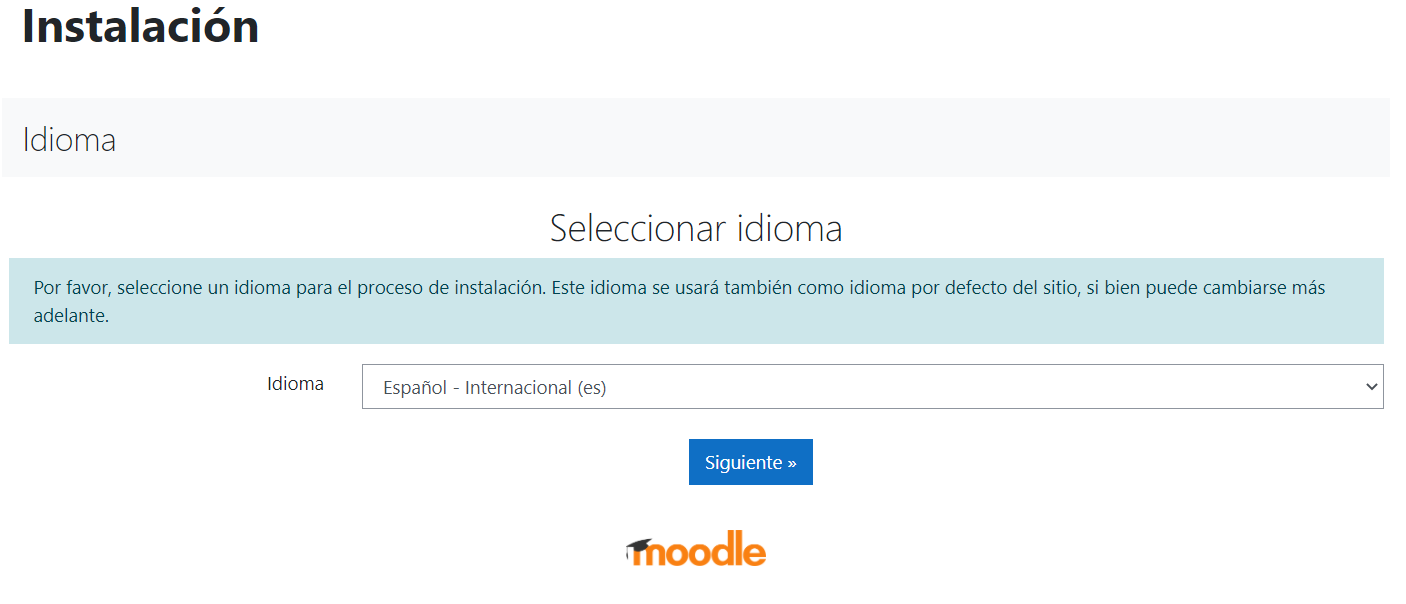 Instalación
Idioma
Seleccionar idioma
Por favor, seleccione un idioma para el proceso de instalación. Este idioma se usará también como idioma por defecto del sitio, si bien puede cambiarse más
adelante.
Idioma
Español - Internacional (es)
Siguiente »
moodle